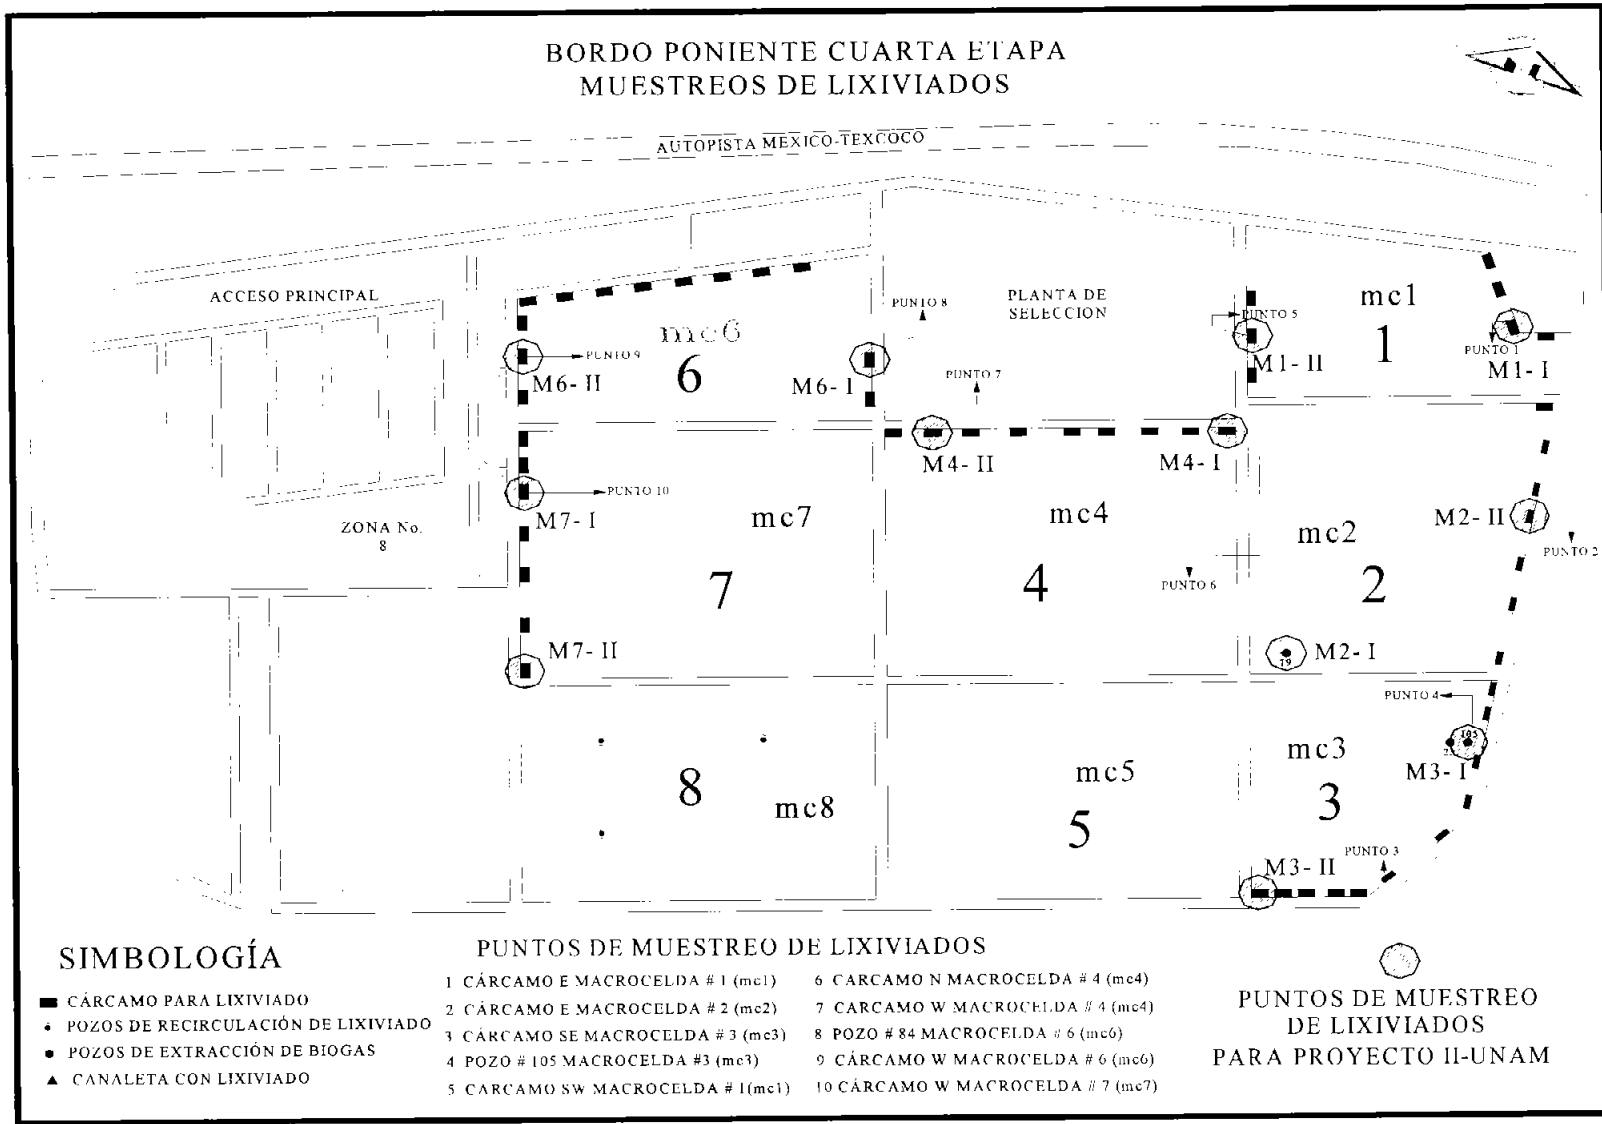 BORDO PONIENTE CUARTA ETAPA
MUESTREOS DE LIXIVIADOS
AUTOPISTA MEXICO-TEXCOCO
ACCESO PRINCIPAL
PUNTO 8
PLANTA DE
SELECCION
mc1
mc6
PUNTO 5
1
PUNTO 1
PUNTO 9
6
M6- II
M6- I
PUNTO 7
M1- II
M1- I
M4- II
M4- I
PUNTO 10
M7- I
mc7
mc4
M2- II
ZONA No.
8
mc2
PUNTO 2
7
4
PUNTO 6
2
M7- II
79
M2- I
PUNTO 4
105
mc3
M3- I
8
mc8
mc5
5
3
PUNTO 3
M3- II
SIMBOLOGÍA
CÁRCAMO PARA LIXIVIADO
POZOS DE RECIRCULACIÓN DE LIXIVIADO
POZOS DE EXTRACCIÓN DE BIOGAS
CANALETA CON LIXIVIADO
PUNTOS DE MUESTREO DE LIXIVIADOS
1 CÁRCAMO E MACROCELDA # 1 (mc1)
2 CÁRCAMO E MACROCELDA # 2 (mc2)
3 CÁRCAMO SE MACROCELDA # 3 (mc3)
4 POZO # 105 MACROCELDA #3 (mc3)
5 CARCAMO SW MACROCELDA # 1(mc1)
6 CARCAMO N MACROCELDA # 4 (mc4)
7 CARCAMO W MACROCELDA # 4 (mc4)
8 POZO # 84 MACROCELDA # 6 (mc6)
9 CÁRCAMO W MACROCELDA # 6 (mc6)
10 CÁRCAMO W MACROCELDA # 7 (mc7)
PUNTOS DE MUESTREO
DE LIXIVIADOS
PARA PROYECTO II-UNAM